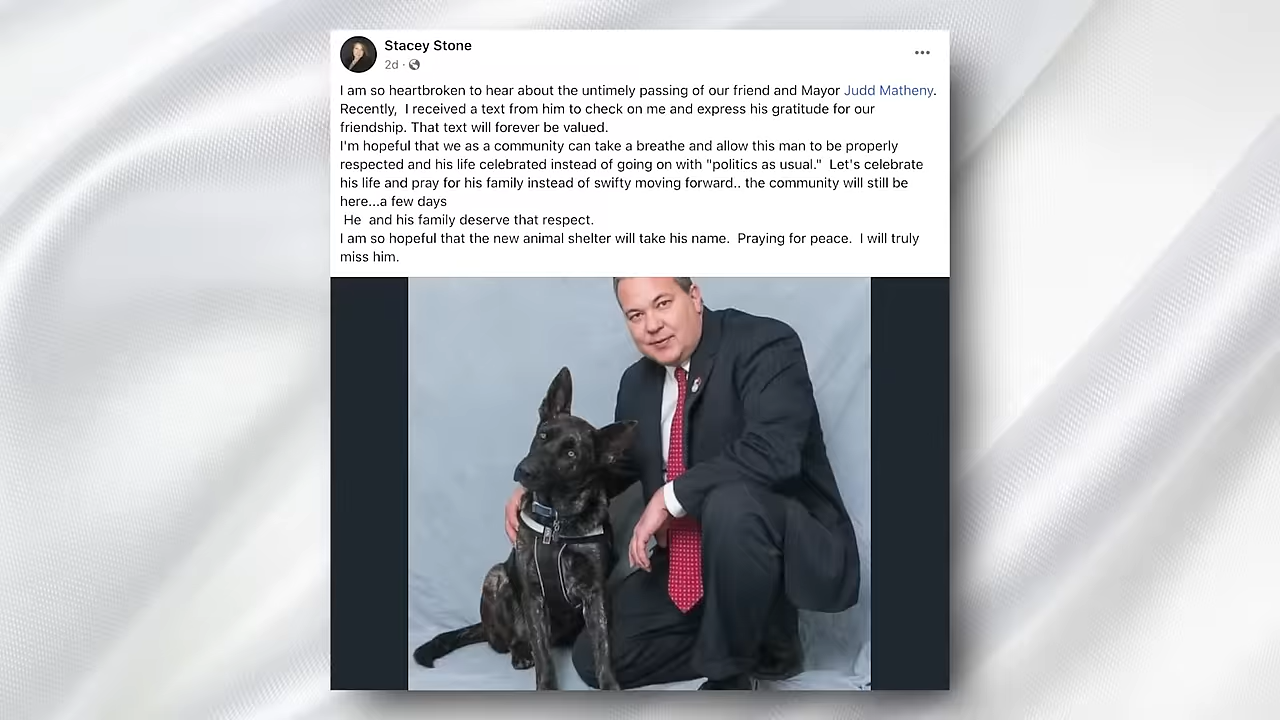 Stacey Stone
2d ·
I am so heartbroken to hear about the untimely passing of our friend and Mayor Judd Matheny.
Recently,  I received a text from him to check on me and express his gratitude for our
friendship. That text will forever be valued.
I'm hopeful that we as a community can take a breathe and allow this man to be properly
respected and his life celebrated instead of going on with "politics as usual."  Let's celebrate
his life and pray for his family instead of swifty moving forward.. the community will still be
here...a few days
He  and his family deserve that respect.
I am so hopeful that the new animal shelter will take his name.  Praying for peace.  I will truly
miss him.